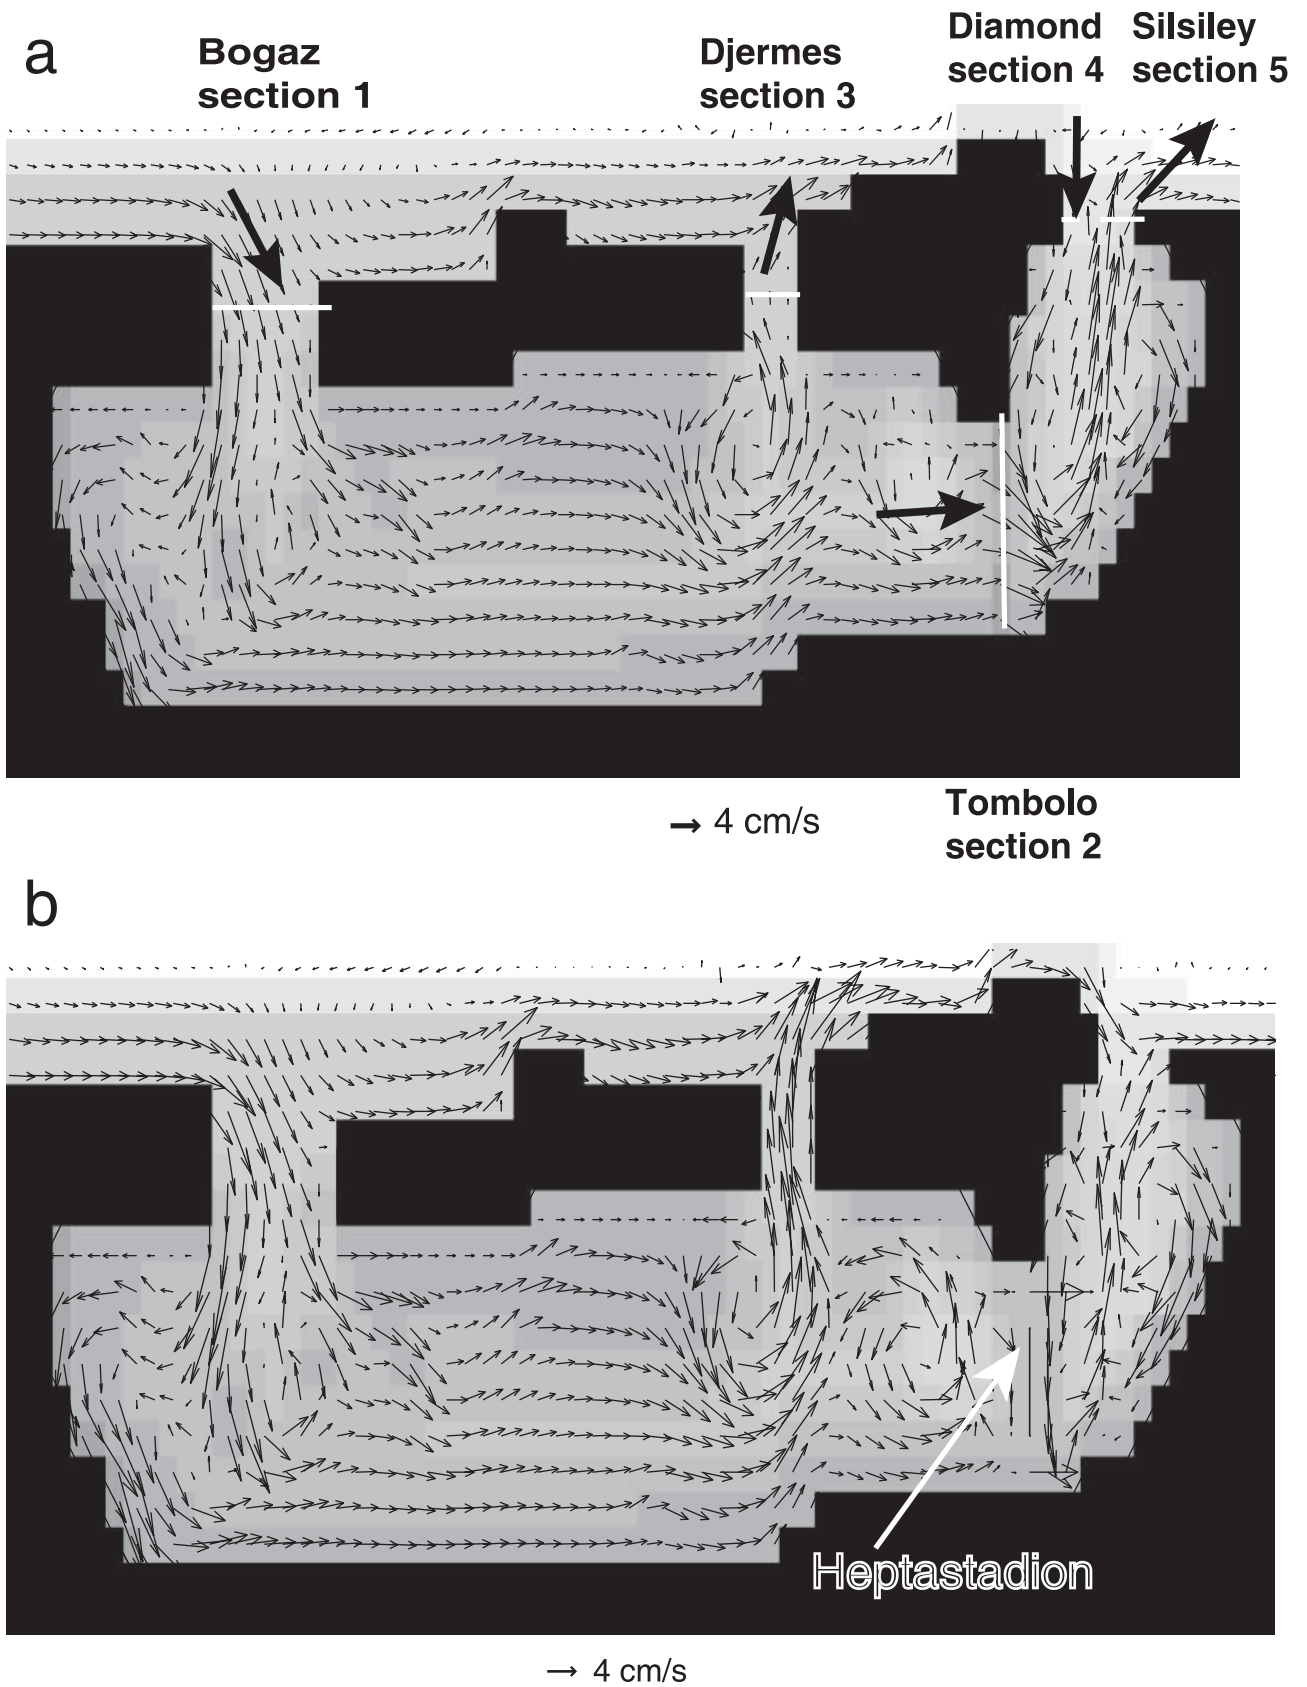 a
Bogaz
section 1
Djermes
section 3
Diamond
section 4
Silsiley
section 5
Tombolo
section 2
4 cm/s
b
Heptastadion
4 cm/s